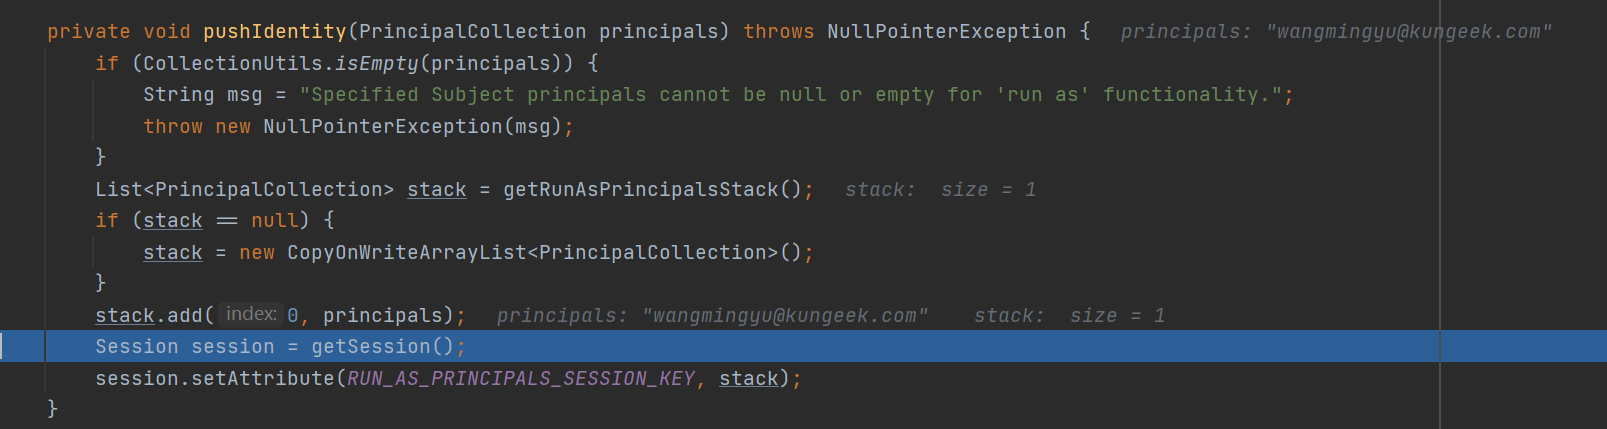 private void pushIdentity(PrincipalCollection principals) throws NullPointerException {   principals: "wangmingyu@kungeek.com"
    if (CollectionUtils.isEmpty(principals)) {
        String msg = "Specified Subject principals cannot be null or empty for 'run as' functionality.";
        throw new NullPointerException(msg);
    }
    List<PrincipalCollection> stack = getRunAsPrincipalsStack();   stack:  size = 1
    if (stack == null) {
        stack = new CopyOnWriteArrayList<PrincipalCollection>();
    }
    stack.add( index: 0, principals);   principals: "wangmingyu@kungeek.com"    stack:  size = 1
    Session session = getSession();
    session.setAttribute(RUN_AS_PRINCIPALS_SESSION_KEY, stack);
}